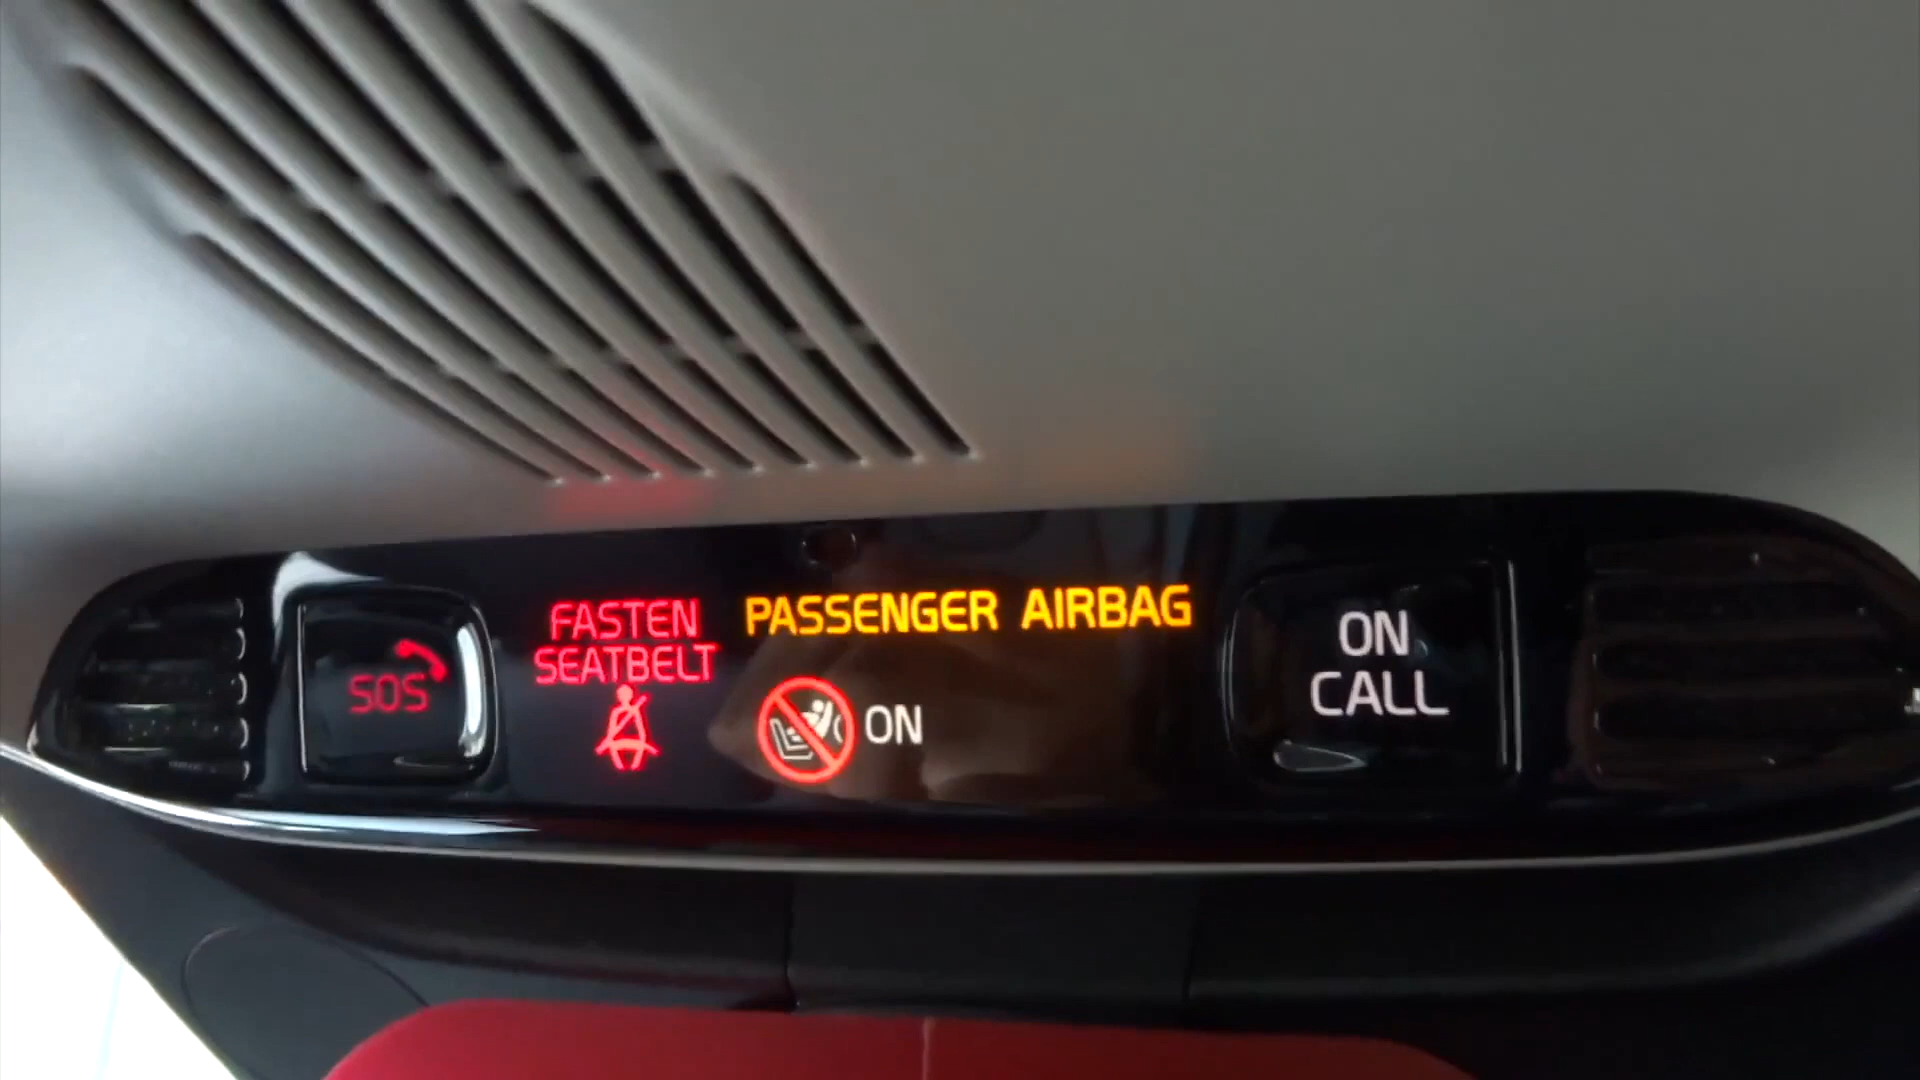 SOS
FASTEN
SEATBELT
PASSENGER AIRBAG
ON
ON
CALL